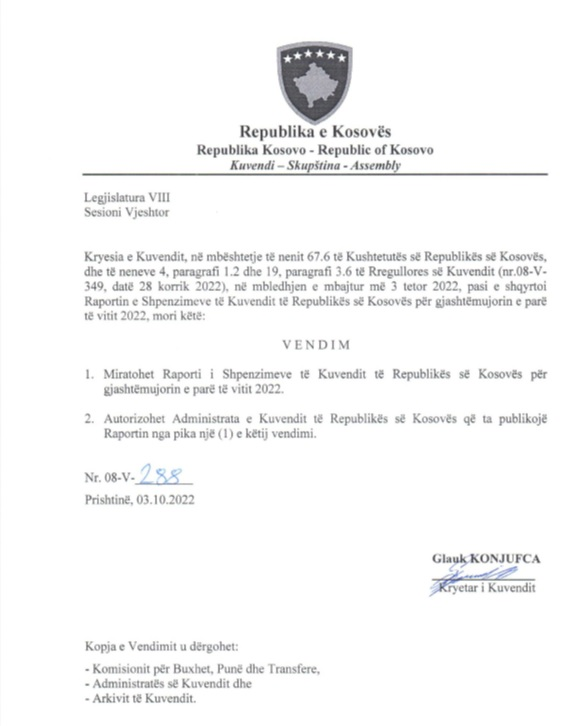 Republika e Kosovës
Republika Kosovo - Republic of Kosovo
Kuvendi – Skupština - Assembly
Legjislatura VIII
Sesioni Vjeshtor
Kryesia e Kuvendit, në mbështetje të nenit 67.6 të Kushtetutës së Republikës së Kosovës,
dhe të neneve 4, paragrafi 1.2 dhe 19, paragrafi 3.6 të Rregullores së Kuvendit (nr.08-V-
349, datë 28 korrik 2022), në mbledhjen e mbajtur më 3 tetor 2022, pasi e shqyrtoi
Raportin e Shpenzimeve të Kuvendit të Republikës së Kosovës për gjashtëmujorin e parë
të vitit 2022, mori këtë:
V E N D I M
1. Miratohet Raporti i Shpenzimeve të Kuvendit të Republikës së Kosovës për
gjashtëmujorin e parë të vitit 2022.
2. Autorizohet Administrata e Kuvendit të Republikës së Kosovës që ta publikojë
Raportin nga pika një (1) e këtij vendimi.
Nr. 08-V-288
Prishtinë, 03.10.2022
Glauk KONJUFCA
Kryetar i Kuvendit
Kopja e Vendimit u dërgohet:
- Komisionit për Buxhet, Punë dhe Transfere,
- Administratës së Kuvendit dhe
- Arkivit të Kuvendit.